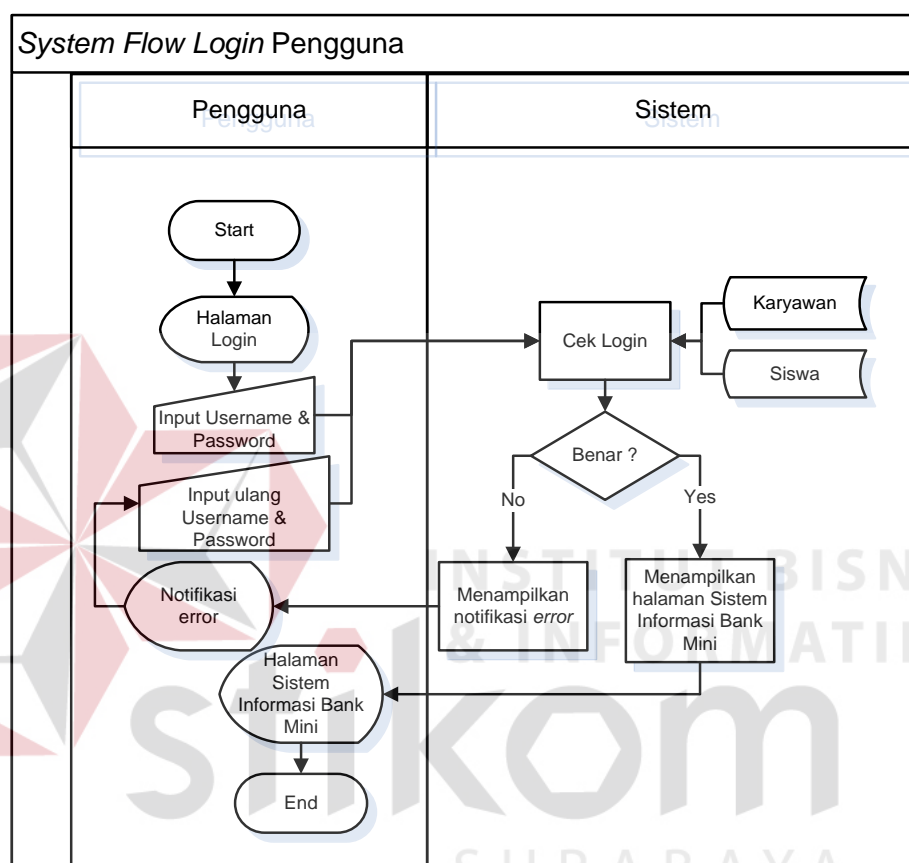 System Flow Login Pengguna
Pengguna
Sistem
Pengguna
Sistem
Start
Halaman
Login
Input Username &
Password
Input ulang
Username &
Password
Notifikasi
error
Halaman
Sistem
Informasi Bank
Mini
End
Cek Login
Karyawan
Siswa
Benar ?
No
Yes
Menampilkan
notifikasi error
Menampilkan
halaman Sistem
Informasi Bank
Mini
INSTITUT BISN
& INFORMATI
stikom
SURABAYA